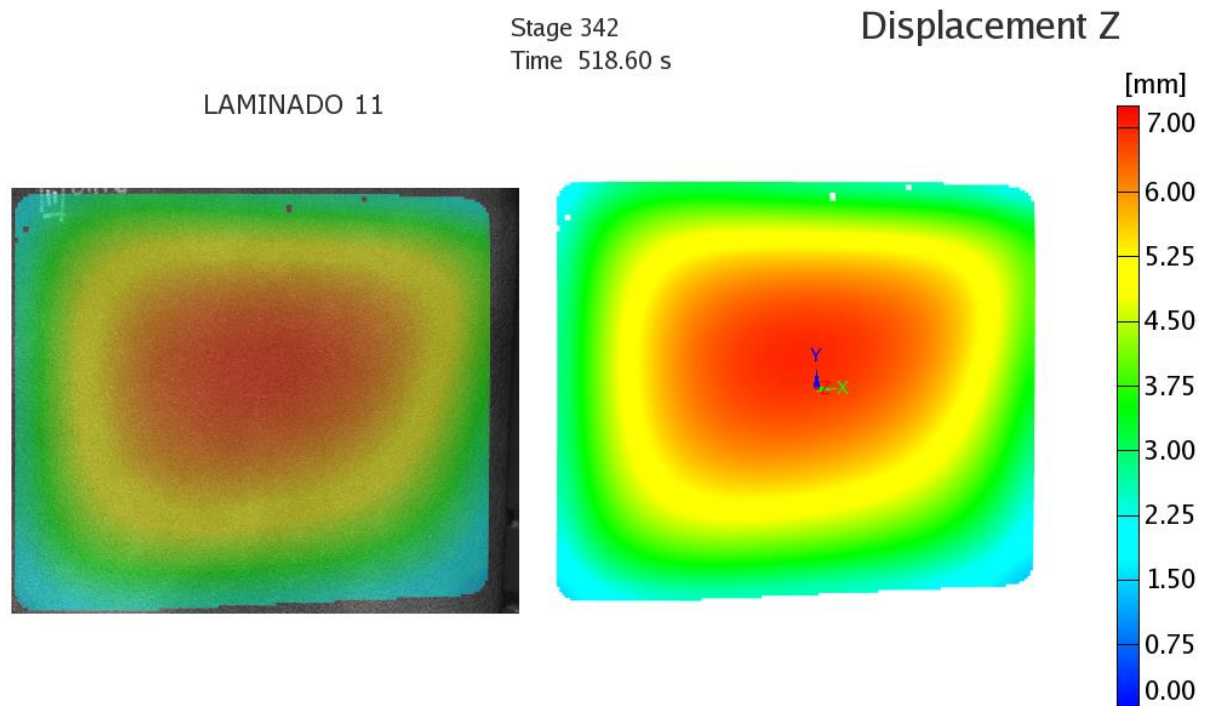 Stage 342
Time 518.60 s
Displacement Z
LAMINADO 11
[mm]
7.00
6.00
5.25
4.50
3.75
3.00
2.25
1.50
0.75
0.00
Y
Z
X